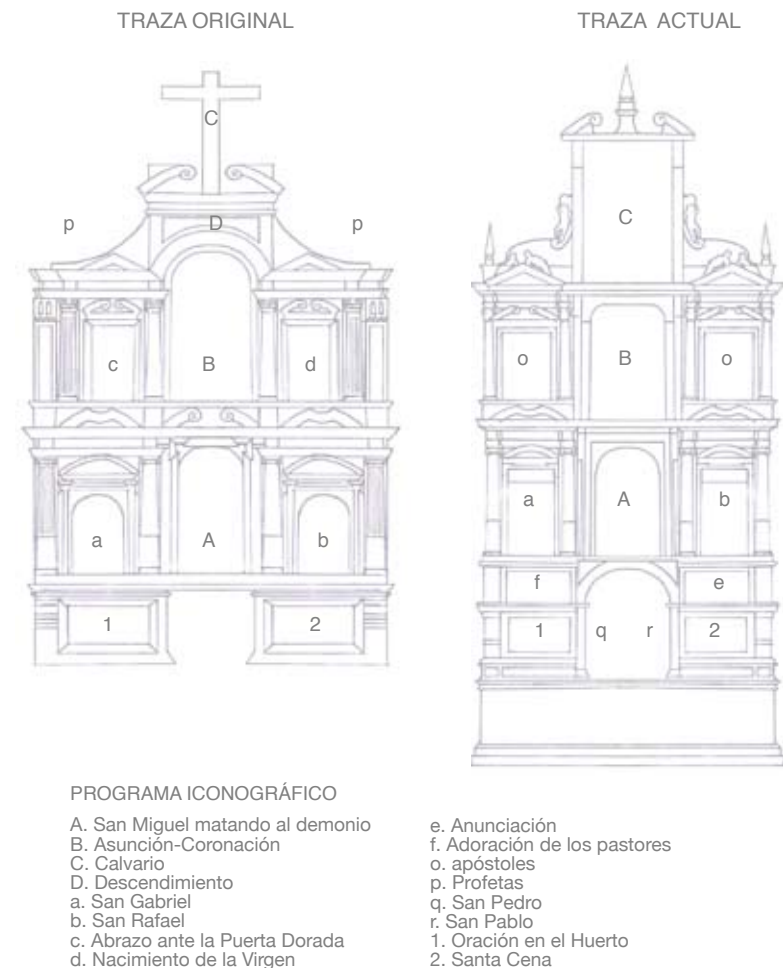 TRAZA ORIGINAL
TRAZA ACTUAL
C
p
D
p
c
B
d
a
A
b
1
2
C
o
B
o
a
A
b
f
e
1
q
r
2
PROGRAMA ICONOGRÁFICO
A. San Miguel matando al demonio
B. Asunción-Coronación
C. Calvario
D. Descendimiento
a. San Gabriel
b. San Rafael
c. Abrazo ante la Puerta Dorada
d. Nacimiento de la Virgen
e. Anunciación
f. Adoración de los pastores
o. apóstoles
p. Profetas
q. San Pedro
r. San Pablo
1. Oración en el Huerto
2. Santa Cena